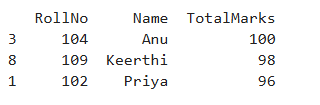 RollNo Name TotalMarks
3 104 Anu 100
8 109 Keerthi 98
1 102 Priya 96